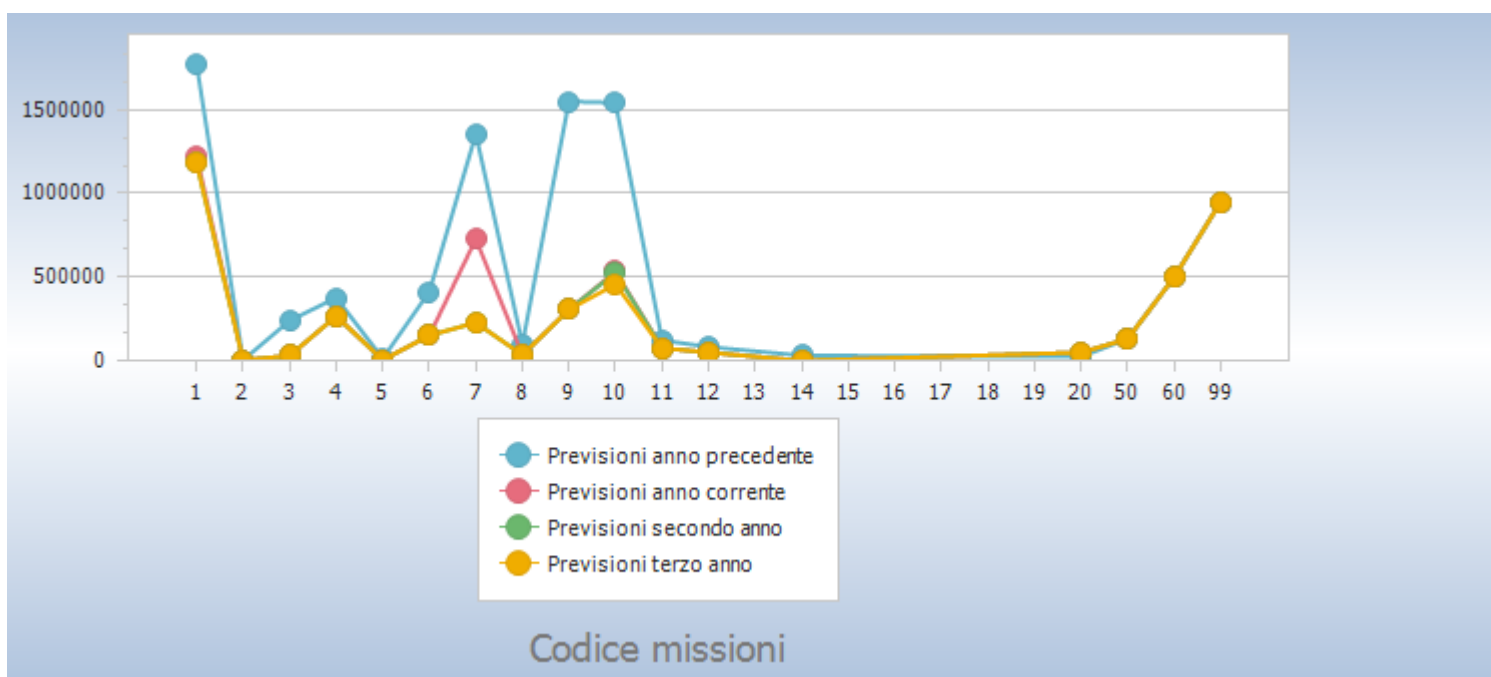 1500000
1000000
500000
0
1 2 3 4 5 6 7 8 9 10 11 12 13 14 15 16 17 18 19 20 50 60 99
Previsioni anno precedente
Previsioni anno corrente
Previsioni secondo anno
Previsioni terzo anno
Codice missioni